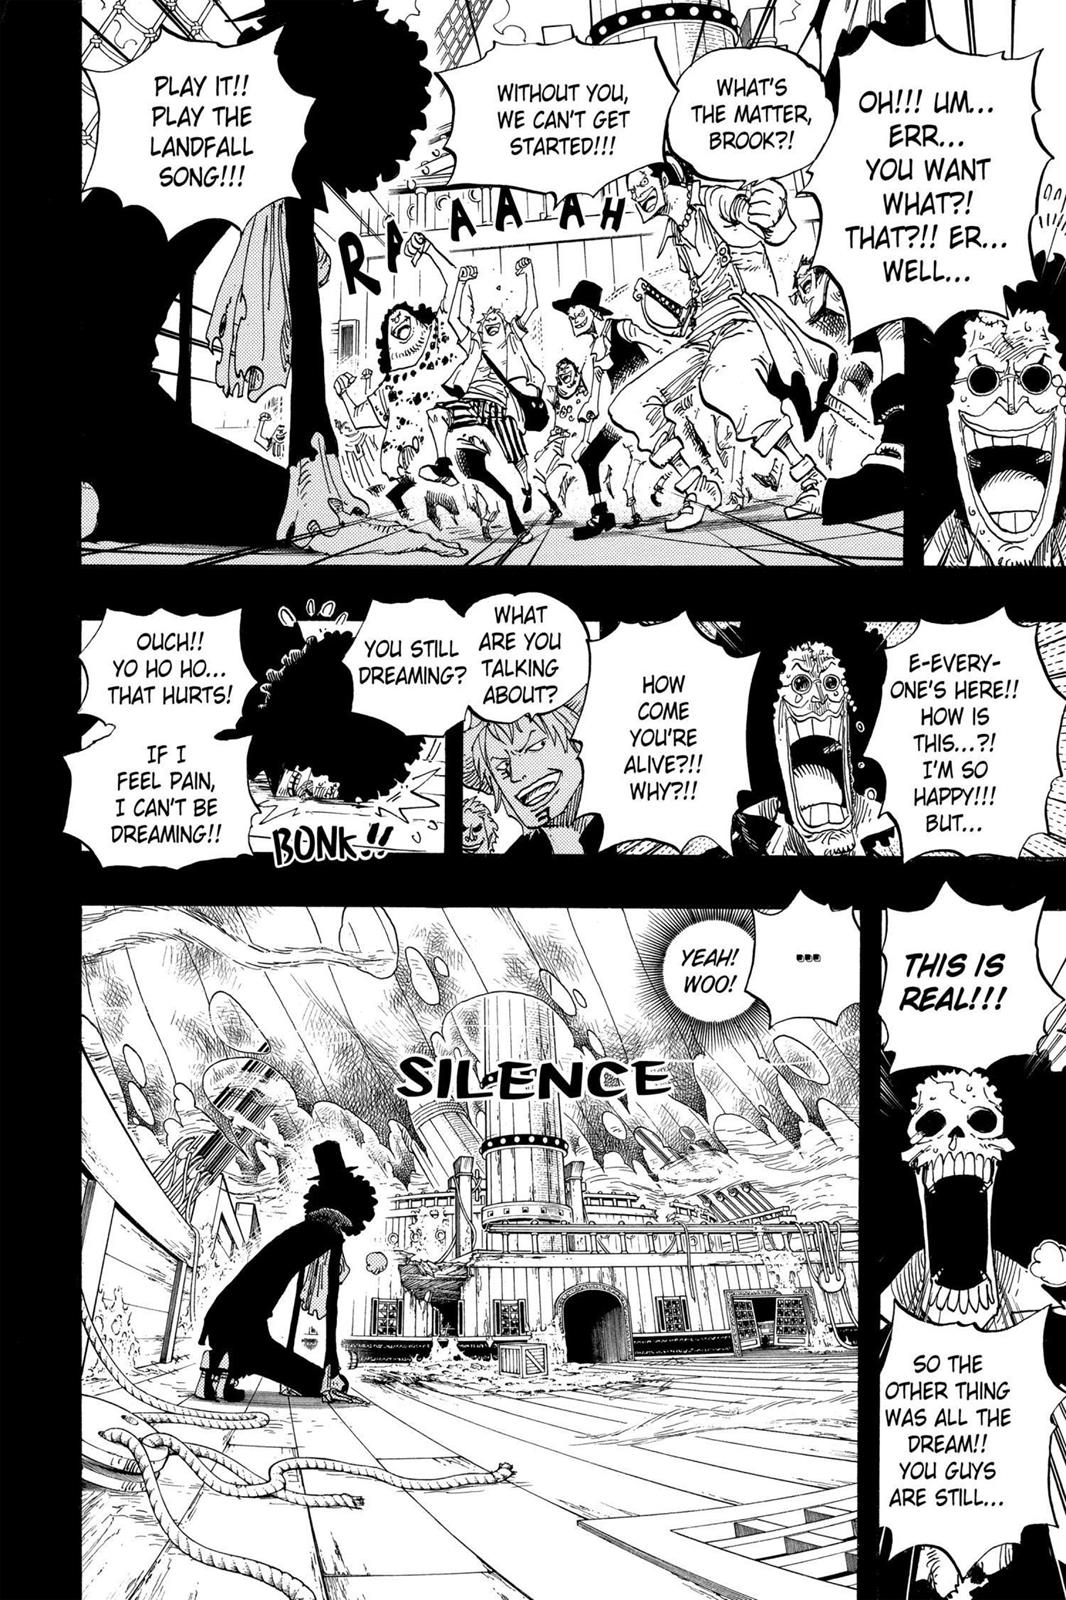 OH!!! UM...
ERR...
YOU WANT
WHAT?!
THAT?!! ER...
WELL...
WHAT'S
THE MATTER,
BROOK?!
WITHOUT YOU,
WE CAN'T GET
STARTED!!!
PLAY IT!!
PLAY THE
LANDFALL
SONG!!!
RAAAAH
E-EVERY-
ONE'S HERE!!
HOW IS
THIS...?!
I'M SO
HAPPY!!!
BUT...
HOW
COME
YOU'RE
ALIVE?!!
WHY?!!
WHAT
ARE YOU
TALKING
ABOUT?
YOU STILL
DREAMING?
BONK!!
OUCH!!
YO HO HO...
THAT HURTS!
IF I
FEEL PAIN,
I CAN'T BE
DREAMING!!
THIS IS
REAL!!!
SO THE
OTHER THING
WAS ALL THE
DREAM!!
YOU GUYS
ARE STILL...
...
YEAH!
WOO!
SILENCE